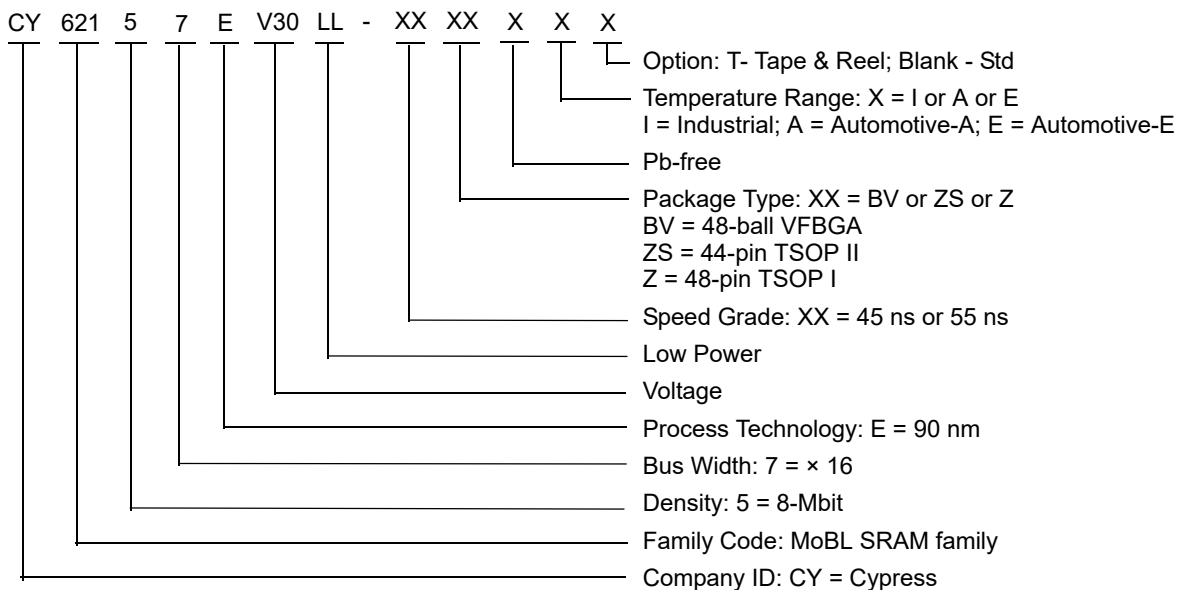 CY 621 5 7 E V30 LL - XX XX X X X
Option: T- Tape & Reel; Blank - Std
Temperature Range: X = I or A or E
I = Industrial; A = Automotive-A; E = Automotive-E
Pb-free
Package Type: XX = BV or ZS or Z
BV = 48-ball VFBGA
ZS = 44-pin TSOP II
Z = 48-pin TSOP I
Speed Grade: XX = 45 ns or 55 ns
Low Power
Voltage
Process Technology: E = 90 nm
Bus Width: 7 = × 16
Density: 5 = 8-Mbit
Family Code: MoBL SRAM family
Company ID: CY = Cypress